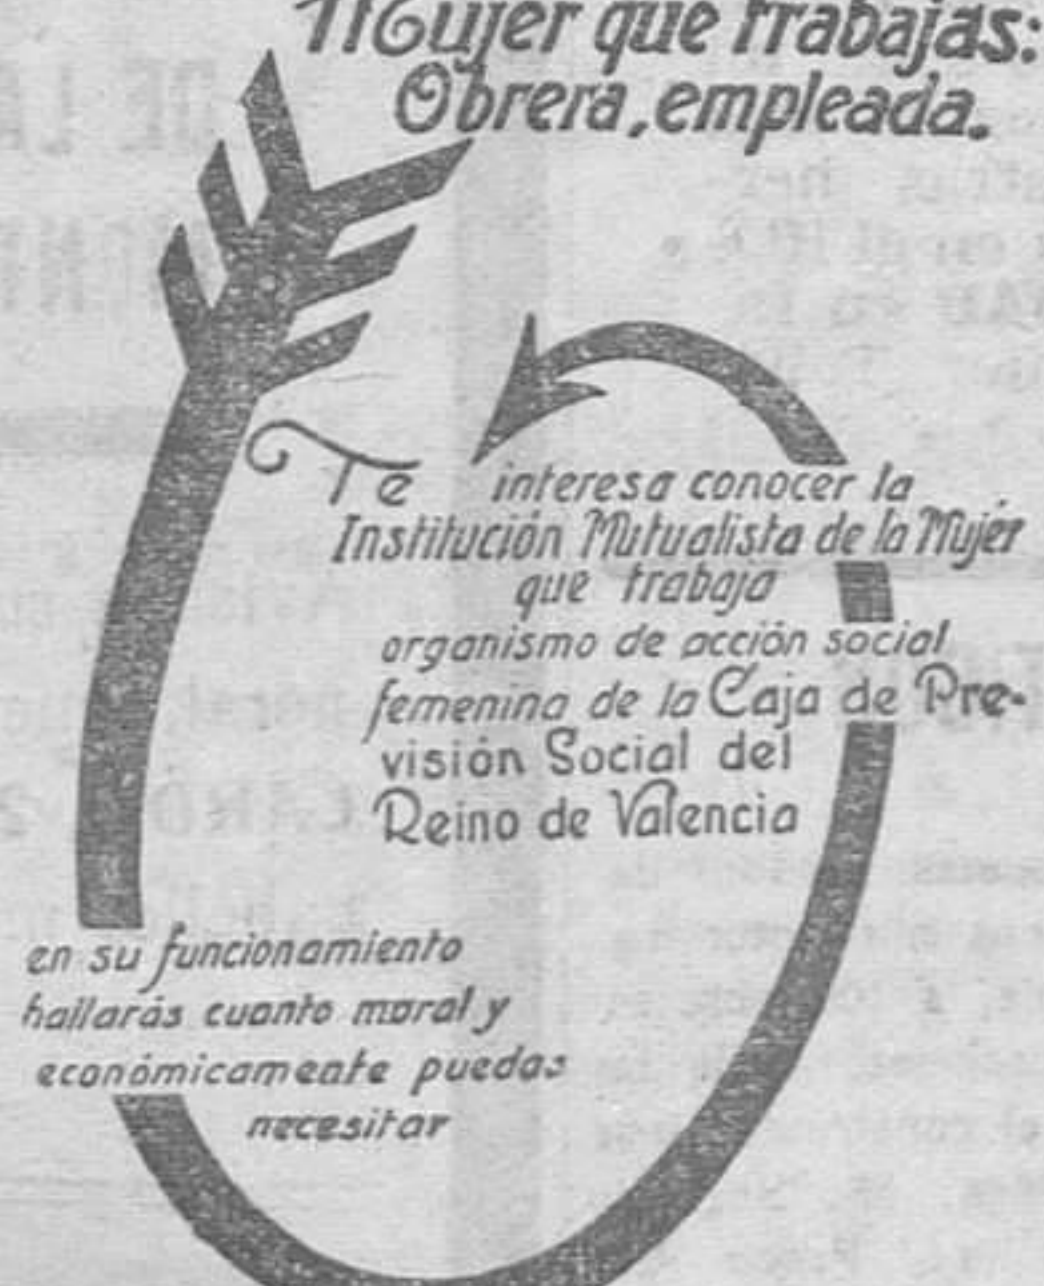 Mujer que trabajas:
Obrera, empleada.
Te interesa conocer la
Institución Mutualista de la Mujer
que trabaja
organismo de acción social
femenina de la Caja de Pre-
visión Social del
Reino de Valencia
en su funcionamiento
hallarás cuanto moral y
económicamente puedas
necesitar